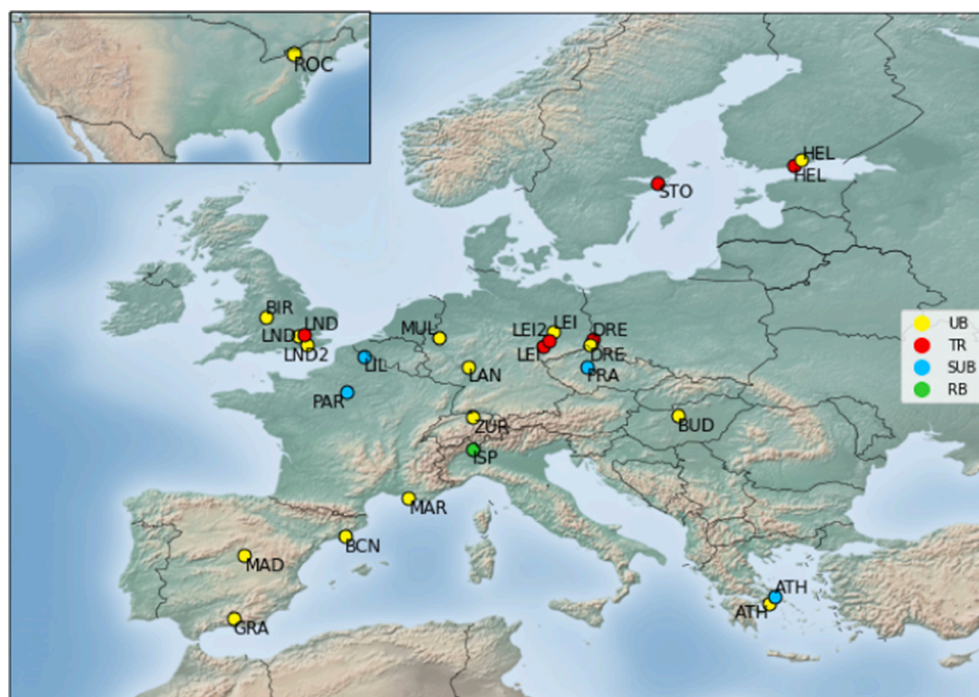 ROC
HEL
HEL
STO
BIR
LND
LND
LND2
MUL
LEI2
LEI
LEI
DRE
DRE
UB
TR
SUB
RB
LIL
LAN
PRA
PAR
ZUR
BUD
ISP
MAR
BCN
MAD
GRA
ATH
ATH